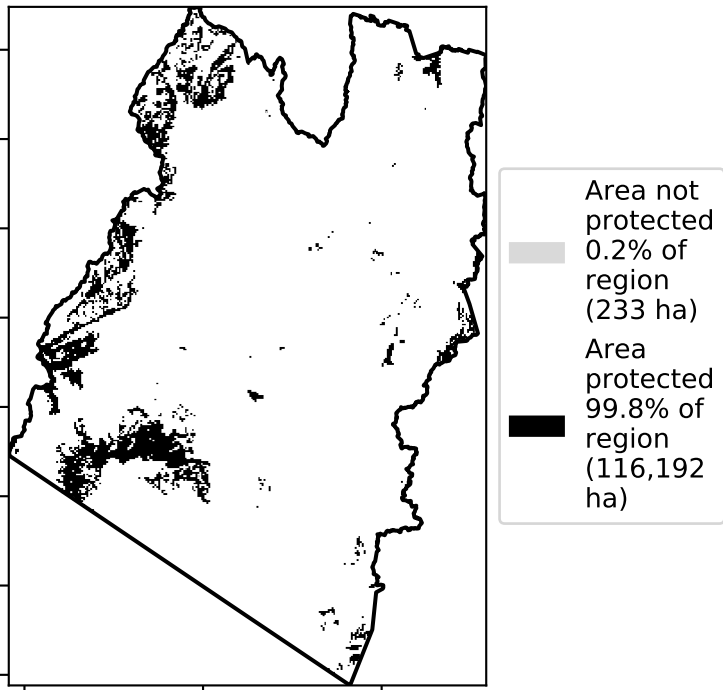 Area not
protected
0.2% of
region
(233 ha)
Area
protected
99.8% of
region
(116,192
ha)